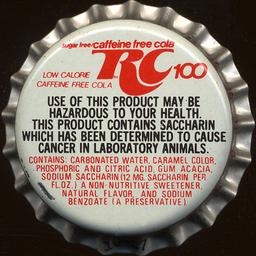 sugar free/caffeine free cola
RC 100
LOW CALORIE
CAFFEINE FREE COLA
USE OF THIS PRODUCT MAY BE
HAZARDOUS TO YOUR HEALTH.
THIS PRODUCT CONTAINS SACCHARIN
WHICH HAS BEEN DETERMINED TO CAUSE
CANCER IN LABORATORY ANIMALS.
CONTAINS: CARBONATED WATER, CARAMEL COLOR,
PHOSPHORIC AND CITRIC ACID, GUM ACACIA,
SODIUM SACCHARIN (12 MG. SACCHARIN PER
FL.OZ.) A NON-NUTRITIVE SWEETENER,
NATURAL FLAVOR, AND SODIUM
BENZOATE (A PRESERVATIVE).